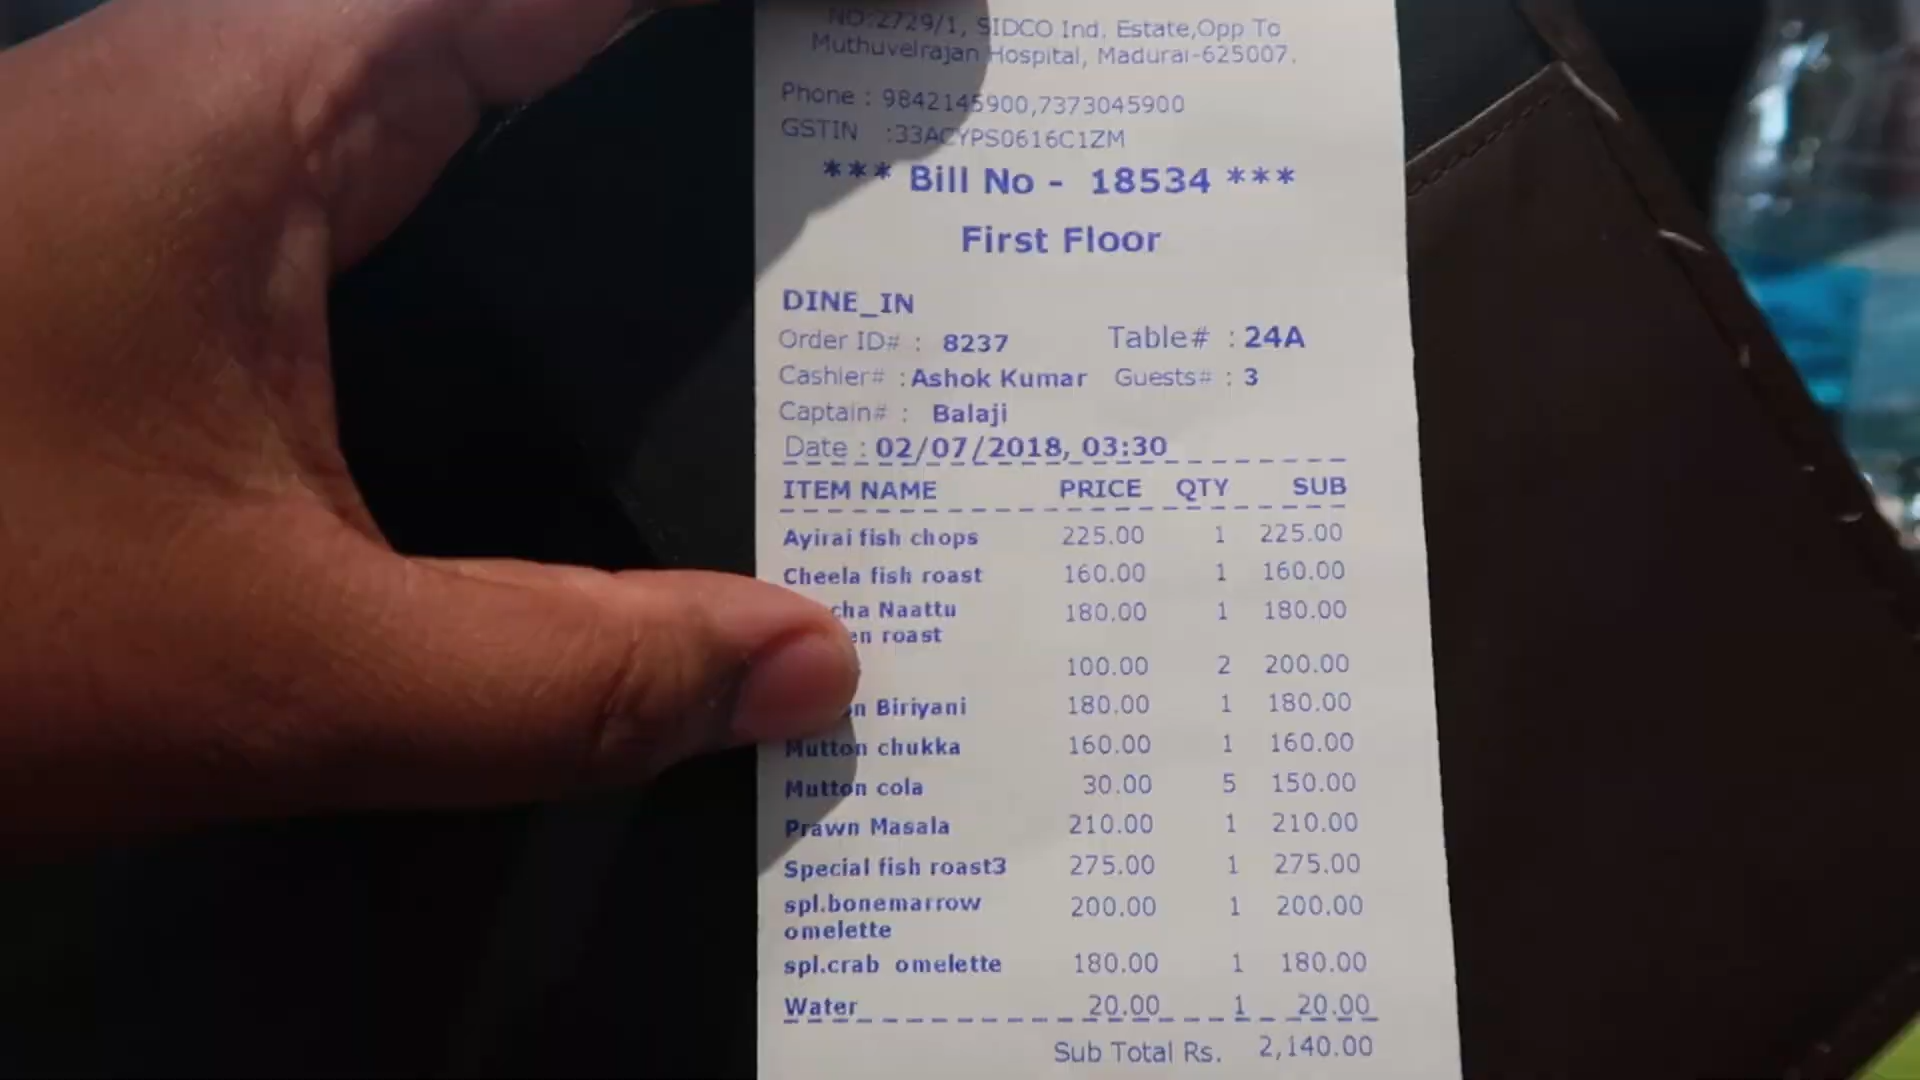 NO:2729/1, SIDCO Ind. Estate,Opp To
Muthuvelrajan Hospital, Madurai-625007.
Phone : 9842145900,7373045900
GSTIN :33ACYPS0616C1ZM
*** Bill No - 18534 ***
First Floor
DINE_IN
Order ID# : 8237 Table# : 24A
Cashier# : Ashok Kumar Guests# : 3
Captain# : Balaji
Date : 02/07/2018, 03:30
ITEM NAME PRICE QTY SUB
Ayirai fish chops 225.00 1 225.00
Cheela fish roast 160.00 1 160.00
Naattu 180.00 1 180.00
roast
100.00 2 200.00
Biriyani 180.00 1 180.00
Mutton chukka 160.00 1 160.00
Mutton cola 30.00 5 150.00
Prawn Masala 210.00 1 210.00
Special fish roast3 275.00 1 275.00
spl.bonemarrow 200.00 1 200.00
omelette
spl.crab omelette 180.00 1 180.00
Water 20.00 1 20.00
Sub Total Rs. 2,140.00